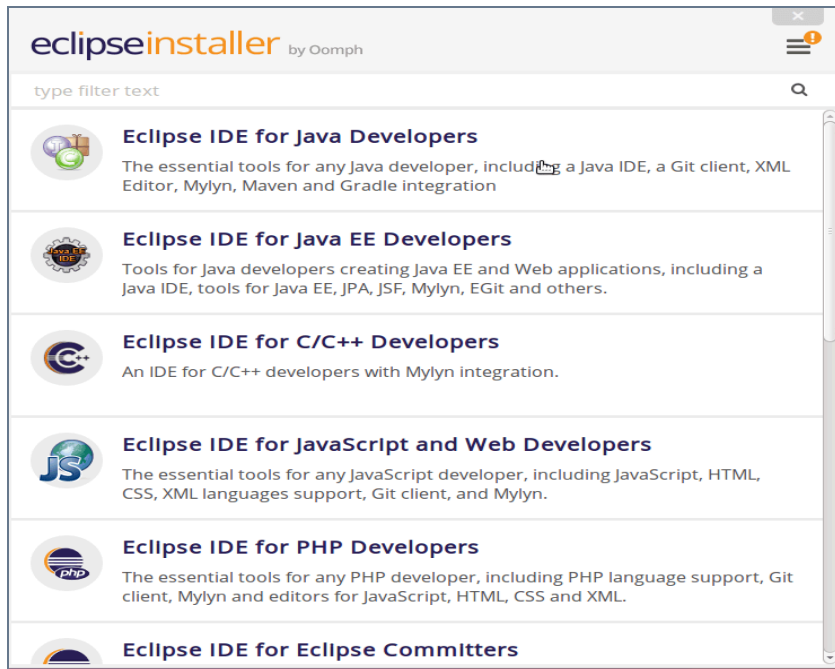 eclipseinstaller by Oomph
!
type filter text
Eclipse IDE for Java Developers
The essential tools for any Java developer, including a Java IDE, a Git client, XML
Editor, Mylyn, Maven and Gradle integration
Java EE
IDE
Eclipse IDE for Java EE Developers
Tools for Java developers creating Java EE and Web applications, including a
Java IDE, tools for Java EE, JPA, JSF, Mylyn, EGit and others.
C++
Eclipse IDE for C/C++ Developers
An IDE for C/C++ developers with Mylyn integration.
JS
Eclipse IDE for JavaScript and Web Developers
The essential tools for any JavaScript developer, including JavaScript, HTML,
CSS, XML languages support, Git client, and Mylyn.
php
Eclipse IDE for PHP Developers
The essential tools for any PHP developer, including PHP language support, Git
client, Mylyn and editors for JavaScript, HTML, CSS and XML.
Eclipse IDE for Eclipse Committers